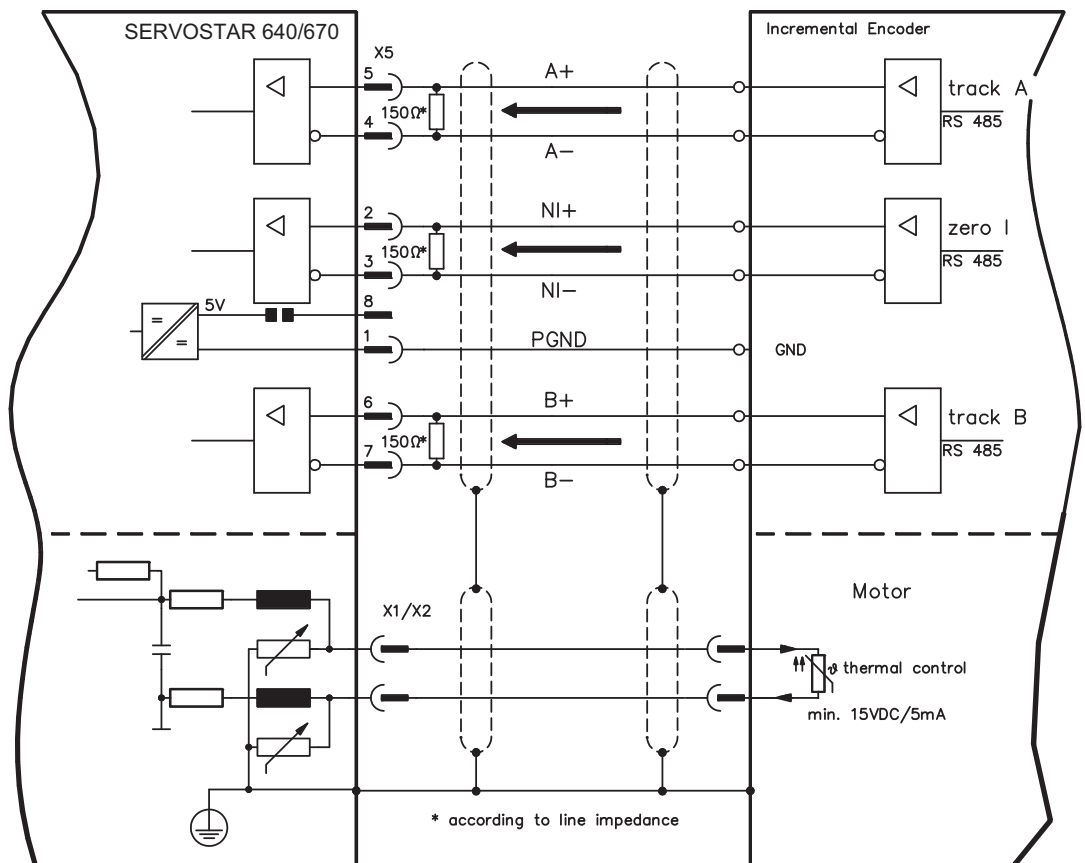 SERVOSTAR 640/670
Incremental Encoder
X5
5
A+
track A
150Ω*
RS 485
4
A−
2
NI+
zero I
150Ω*
RS 485
3
NI−
5V
8
=
=
1
PGND
GND
6
B+
track B
150Ω*
RS 485
7
B−
Motor
X1/X2
ϑ thermal control
min. 15VDC/5mA
* according to line impedance